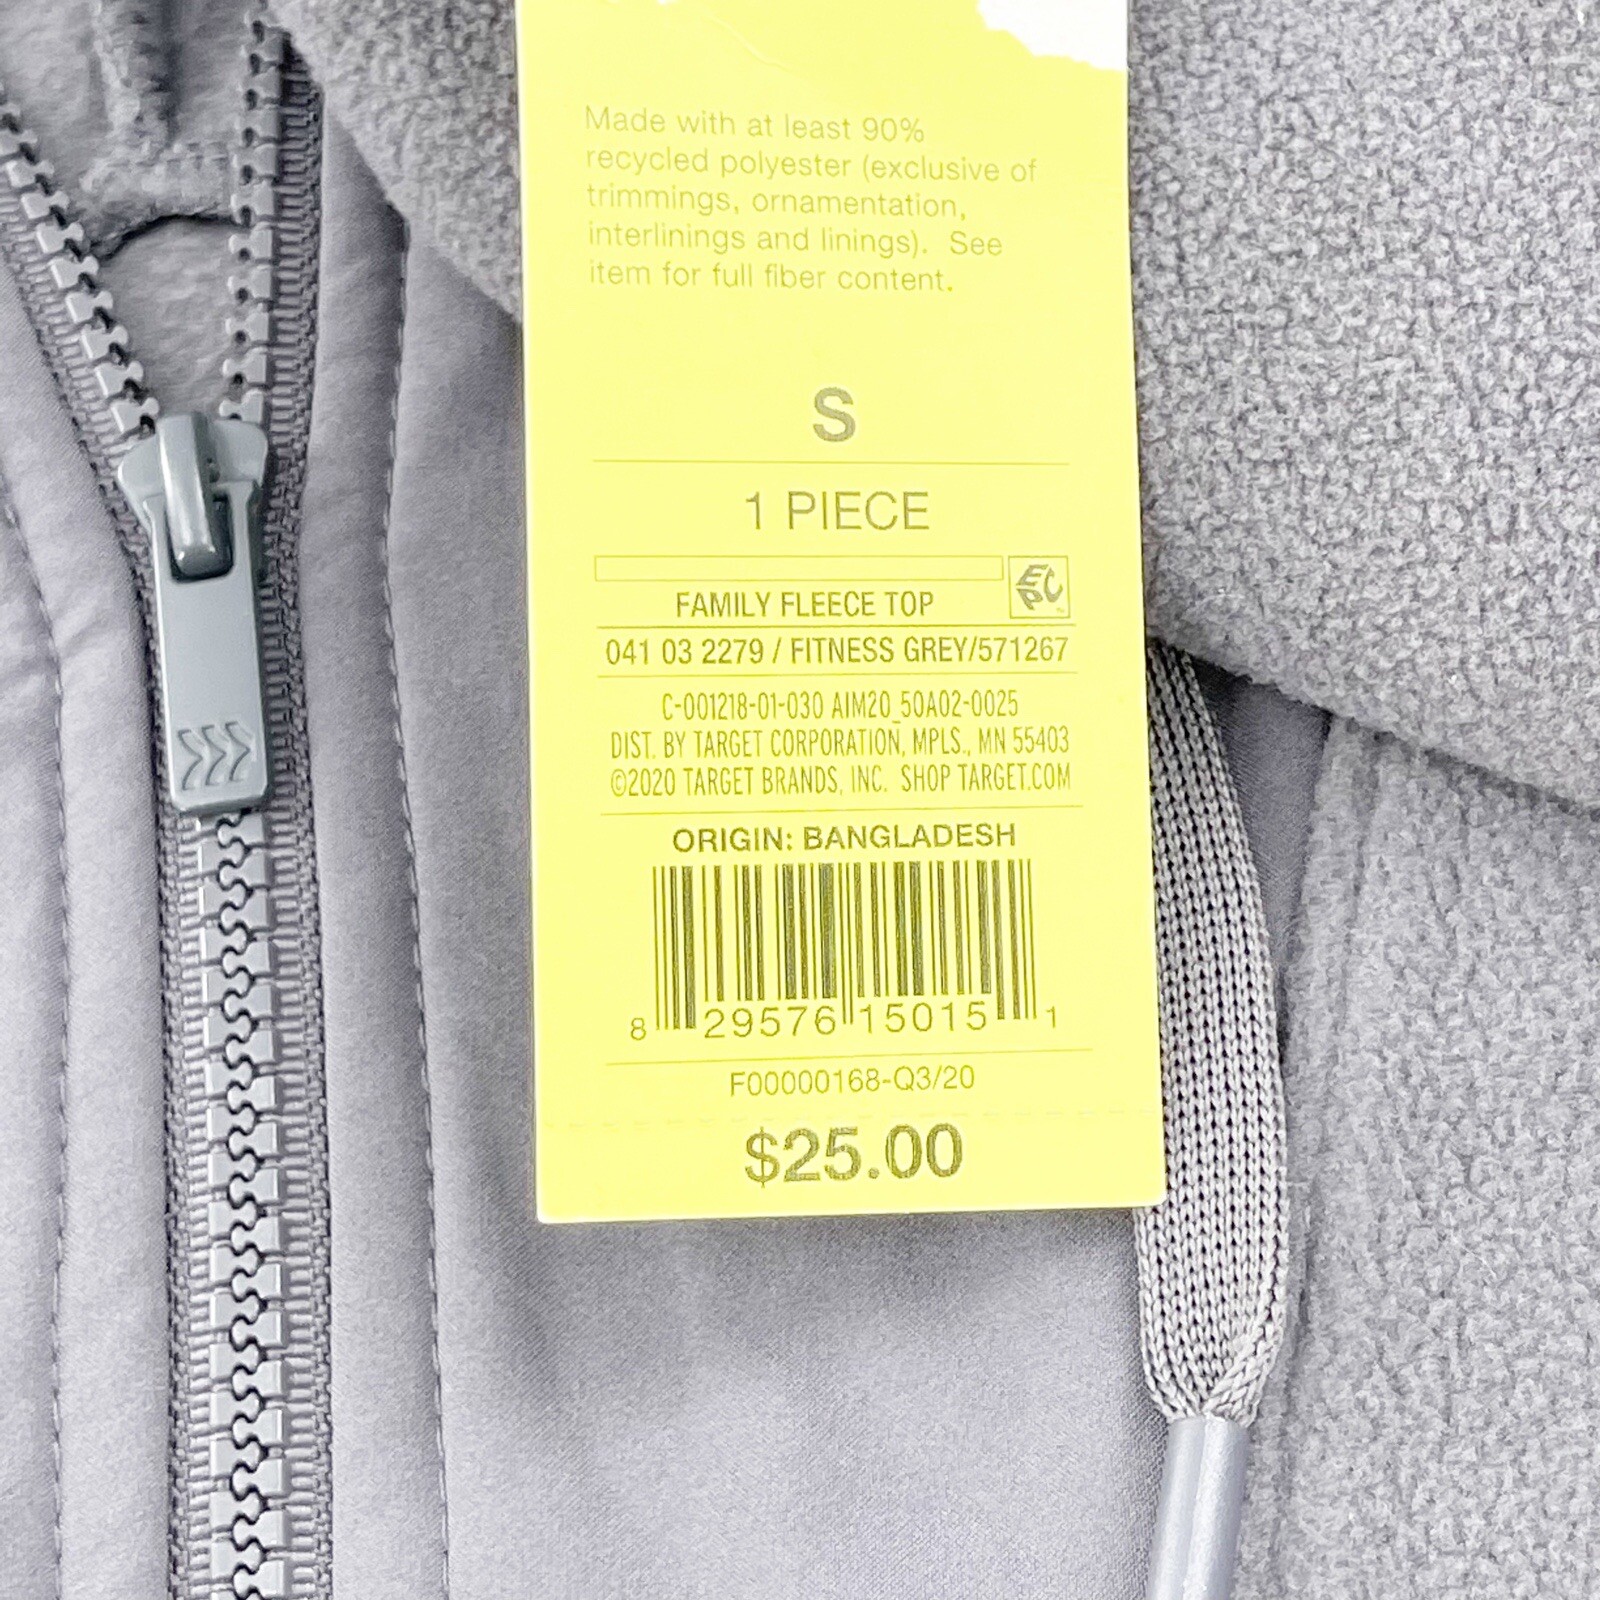 Made with at least 90%
recycled polyester (exclusive of
trimmings, ornamentation,
interlinings and linings).  See
item for full fiber content.
S
1 PIECE
EPC
FAMILY FLEECE TOP
041 03 2279 / FITNESS GREY/571267
C-001218-01-030 AIM20_50A02-0025
DIST. BY TARGET CORPORATION, MPLS., MN 55403
©2020 TARGET BRANDS, INC.  SHOP TARGET.COM
ORIGIN: BANGLADESH
8 29576 15015 1
F00000168-Q3/20
$25.00